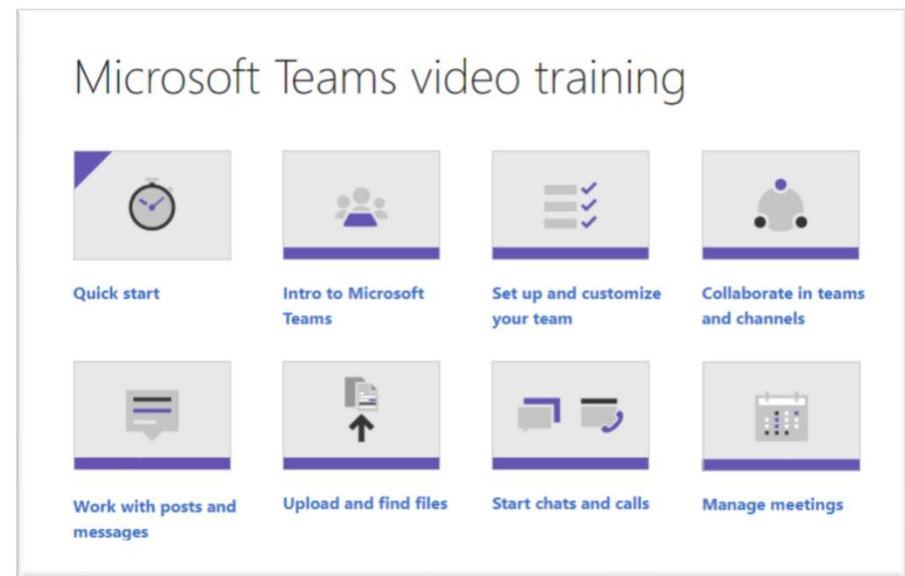 Microsoft Teams video training
Quick start
Intro to Microsoft
Teams
Set up and customize
your team
Collaborate in teams
and channels
Work with posts and
messages
Upload and find files
Start chats and calls
Manage meetings